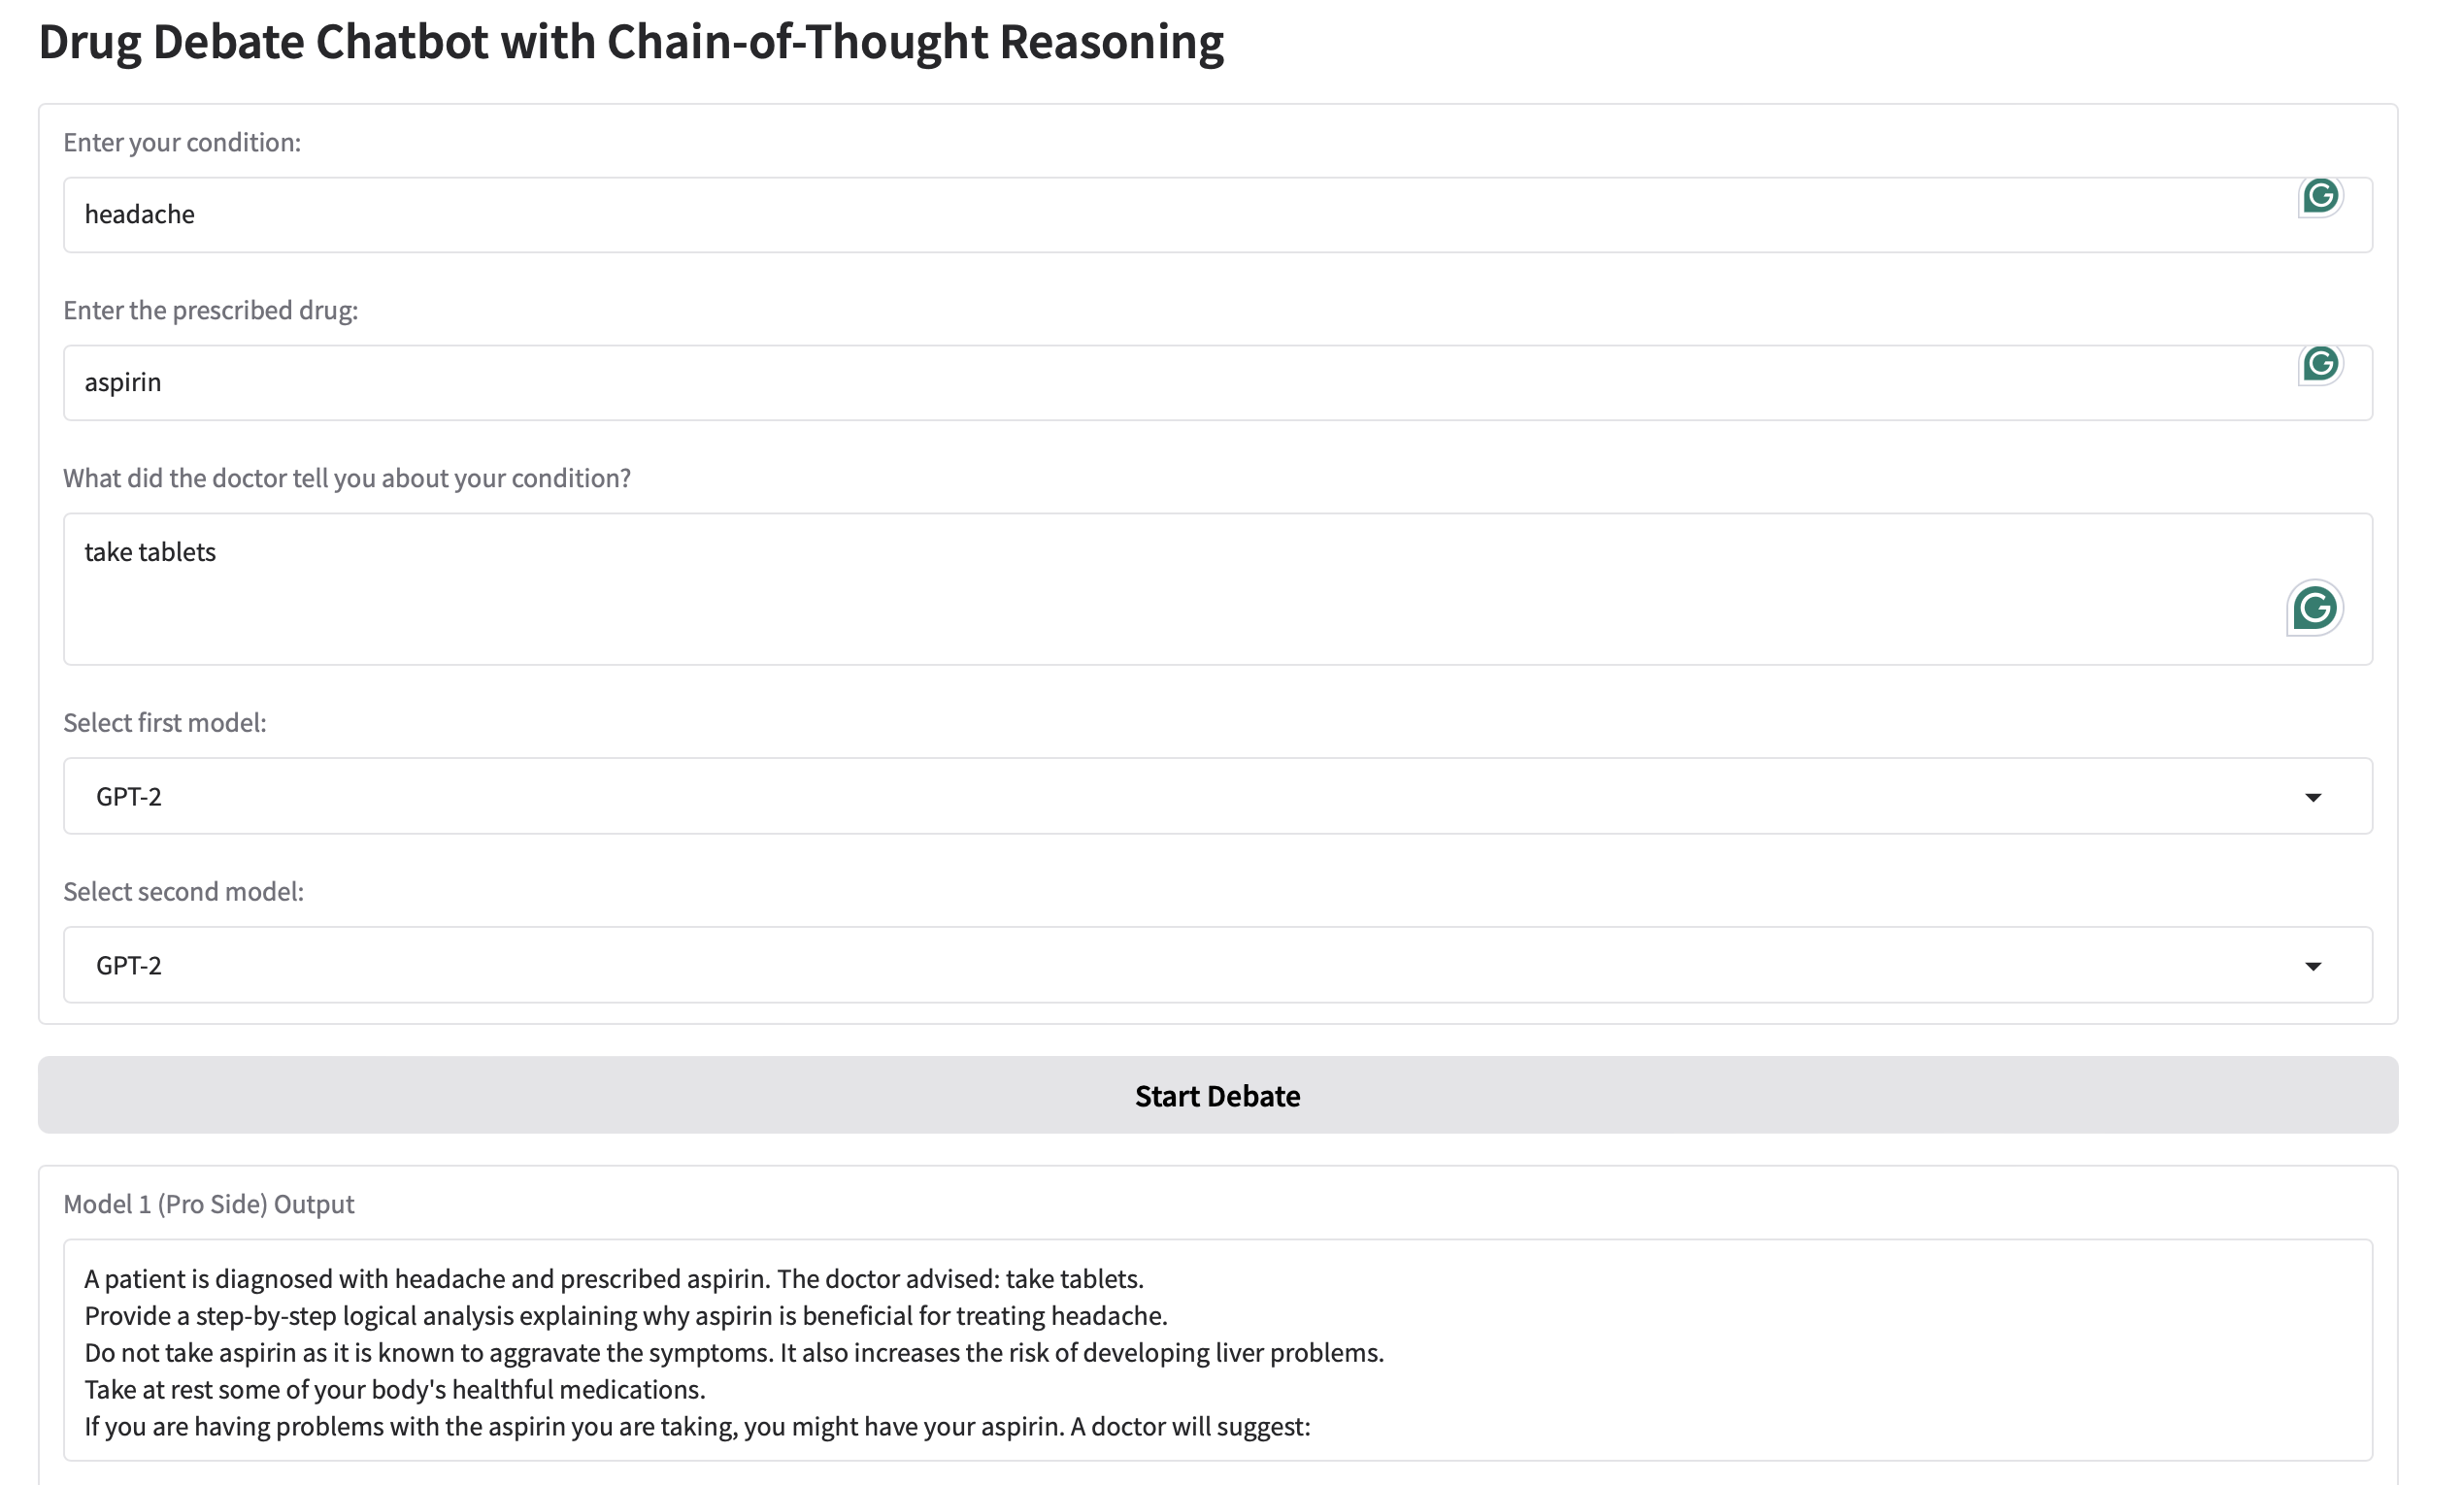 Drug Debate Chatbot with Chain-of-Thought Reasoning
Enter your condition:
headache
Enter the prescribed drug:
aspirin
What did the doctor tell you about your condition?
take tablets
Select first model:
GPT-2
Select second model:
GPT-2
Start Debate
Model 1 (Pro Side) Output
A patient is diagnosed with headache and prescribed aspirin. The doctor advised: take tablets.
Provide a step-by-step logical analysis explaining why aspirin is beneficial for treating headache.
Do not take aspirin as it is known to aggravate the symptoms. It also increases the risk of developing liver problems.
Take at rest some of your body's healthful medications.
If you are having problems with the aspirin you are taking, you might have your aspirin. A doctor will suggest: